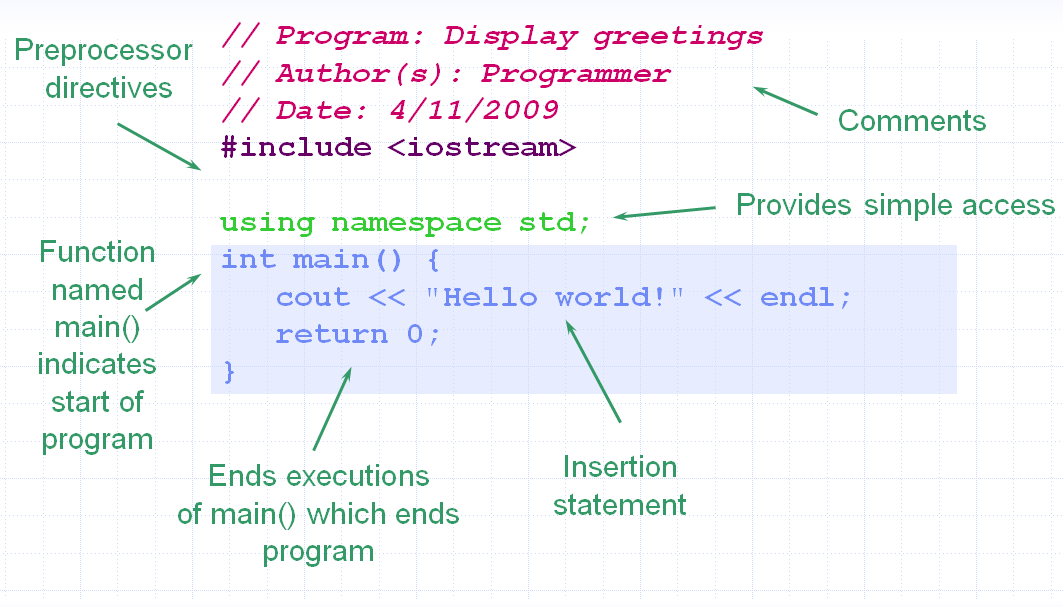 Preprocessor
directives
// Program: Display greetings
// Author(s): Programmer
// Date: 4/11/2009
#include <iostream>
Comments
using namespace std;
Provides simple access
Function
named
main()
indicates
start of
program
int main() {
cout << "Hello world!" << endl;
return 0;
}
Ends executions
of main() which ends
program
Insertion
statement